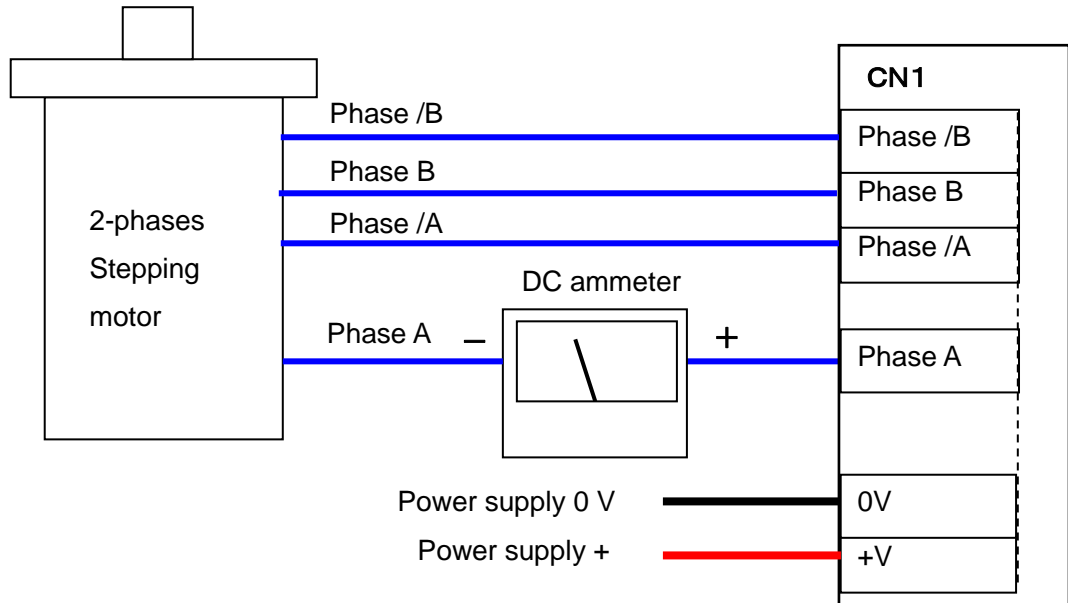 CN1
Phase /B
Phase /B
Phase B
Phase B
2-phases
Stepping
motor
Phase /A
Phase /A
DC ammeter
Phase A
−
+
Phase A
Power supply 0 V
0V
Power supply +
+V